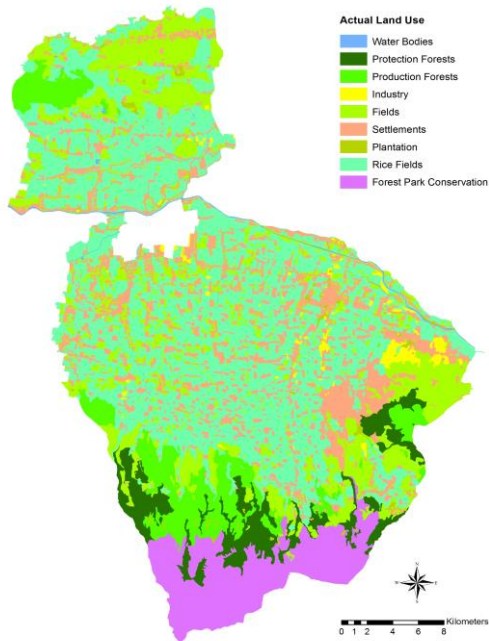 Actual Land Use
Water Bodies
Protection Forests
Production Forests
Industry
Fields
Settlements
Plantation
Rice Fields
Forest Park Conservation
N
Kilometers
0 1 2 4 6 8